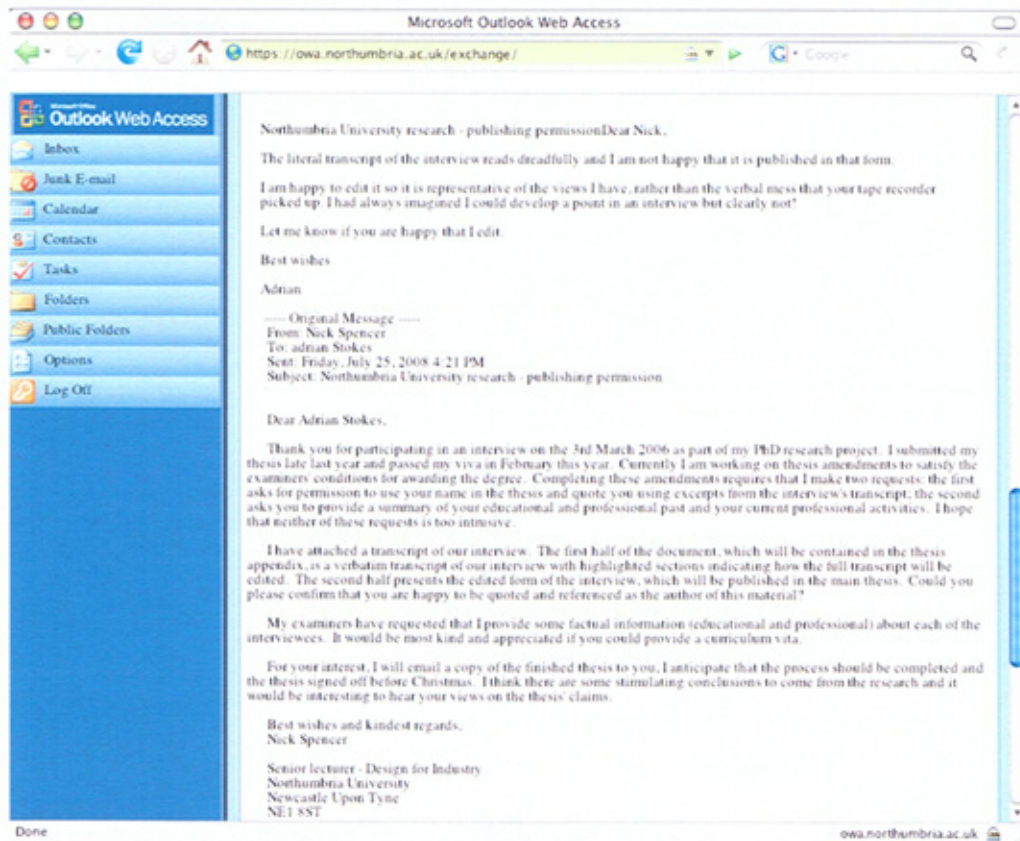 Microsoft Outlook Web Access
https://owa.northumbria.ac.uk/exchange/
Google
Microsoft Office
Outlook Web Access
Inbox
Junk E-mail
Calendar
Contacts
Tasks
Folders
Public Folders
Options
Log Off
Northumbria University research - publishing permissionDear Nick,
The literal transcript of the interview reads dreadfully and I am not happy that it is published in that form.
I am happy to edit it so it is representative of the views I have, rather than the verbal mess that your tape recorder
picked up. I had always imagined I could develop a point in an interview but clearly not!
Let me know if you are happy that I edit.
Best wishes
Adrian
----- Original Message -----
From: Nick Spencer
To: adrian Stokes
Sent: Friday, July 25, 2008 4:21 PM
Subject: Northumbria University research - publishing permission
Dear Adrian Stokes,
Thank you for participating in an interview on the 3rd March 2006 as part of my PhD research project. I submitted my
thesis late last year and passed my viva in February this year. Currently I am working on thesis amendments to satisfy the
examiners' conditions for awarding the degree. Completing these amendments requires that I make two requests: the first
asks for permission to use your name in the thesis and quote you using excerpts from the interview's transcript; the second
asks you to provide a summary of your educational and professional past and your current professional activities. I hope
that neither of these requests is too intrusive.
I have attached a transcript of our interview. The first half of the document, which will be contained in the thesis
appendix, is a verbatim transcript of our interview with highlighted sections indicating how the full transcript will be
edited. The second half presents the edited form of the interview, which will be published in the main thesis. Could you
please confirm that you are happy to be quoted and referenced as the author of this material?
My examiners have requested that I provide some factual information (educational and professional) about each of the
interviewees. It would be most kind and appreciated if you could provide a curriculum vita.
For your interest, I will email a copy of the finished thesis to you, I anticipate that the process should be completed and
the thesis signed off before Christmas. I think there are some stimulating conclusions to come from the research and it
would be interesting to hear your views on the thesis' claims.
Best wishes and kindest regards,
Nick Spencer
Senior lecturer - Design for Industry
Northumbria University
Newcastle Upon Tyne
NE1 8ST
Done
owa.northumbria.ac.uk